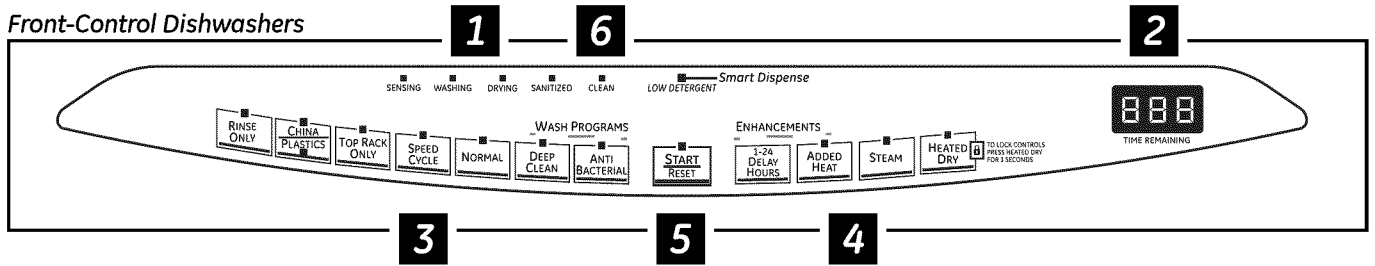 Front-Control Dishwashers
1
6
2
SENSING WASHING DRYING SANITIZED CLEAN
LOW DETERGENT
Smart Dispense
888
TIME REMAINING
WASH PROGRAMS
ENHANCEMENTS
RINSE
ONLY
CHINA
PLASTICS
TOP RACK
ONLY
SPEED
CYCLE
NORMAL
DEEP
CLEAN
ANTI
BACTERIAL
START
RESET
1-24
DELAY
HOURS
ADDED
HEAT
STEAM
HEATED
DRY
TO LOCK CONTROLS
PRESS HEATED DRY
FOR 3 SECONDS
3
5
4